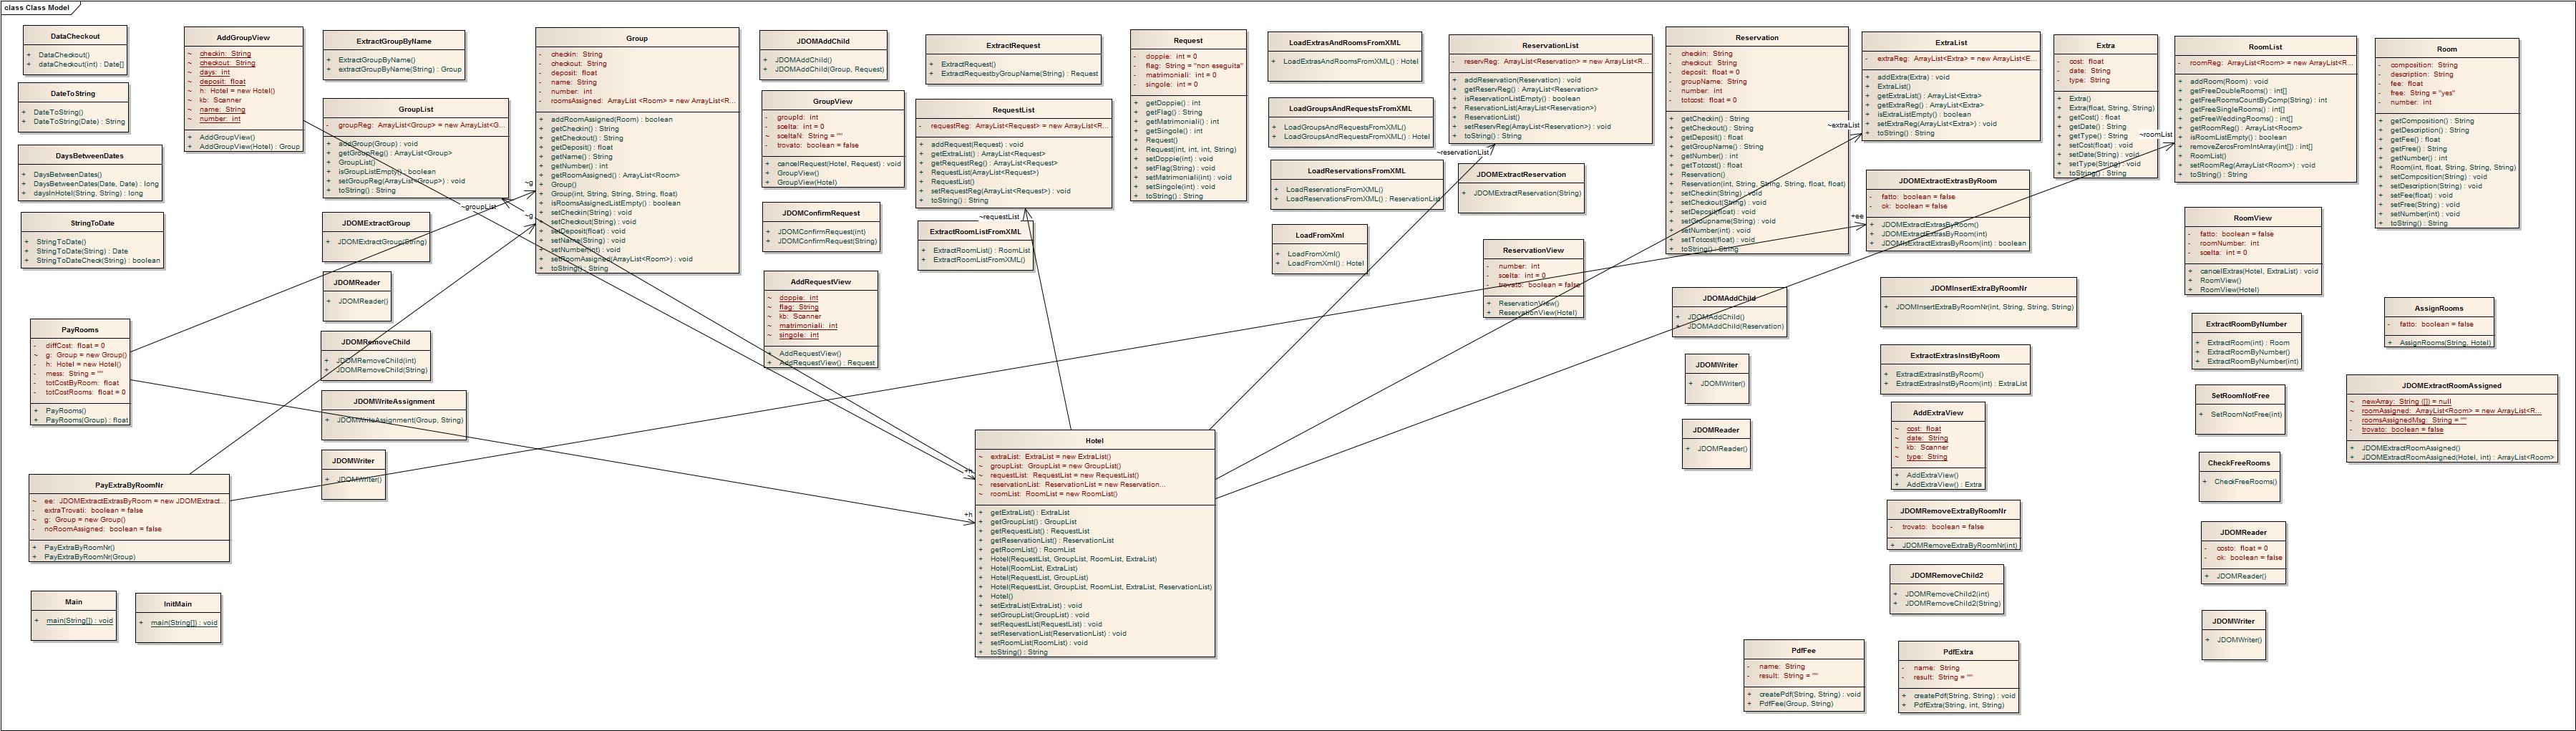 class Class Model
DataCheckout
+ DataCheckout()
+ dataCheckout(int) : Date[]
DateToString
+ DateToString()
+ DateToString(Date) : String
DaysBetweenDates
+ DaysBetweenDates()
+ DaysBetweenDates(Date, Date) : long
+ daysInHotel(String, String) : long
StringToDate
+ StringToDate()
+ StringToDate(String) : Date
+ StringToDateCheck(String) : boolean
PayRooms
- diffCost: float = 0
~ g: Group = new Group()
~ h: Hotel = new Hotel()
- mess: String = ""
- totCostByRoom: float
- totCostRooms: float = 0
+ PayRooms()
+ PayRooms(Group) : float
PayExtraByRoomNr
~ ee: JDOMExtractExtrasByRoom = new JDOMExtract...
- extraTrovati: boolean = false
~ g: Group = new Group()
- noRoomAssigned: boolean = false
+ PayExtraByRoomNr()
+ PayExtraByRoomNr(Group)
Main
+ main(String[]) : void
InitMain
+ main(String[]) : void
AddGroupView
~ checkin: String
~ checkout: String
~ days: int
~ deposit: float
~ h: Hotel = new Hotel()
~ kb: Scanner
~ name: String
~ number: int
+ AddGroupView()
+ AddGroupView(Hotel) : Group
ExtractGroupByName
+ ExtractGroupByName()
+ extractGroupByName(String) : Group
GroupList
- groupReg: ArrayList<Group> = new ArrayList<G...
+ addGroup(Group) : void
+ getGroupReg() : ArrayList<Group>
+ GroupList()
+ isGroupListEmpty() : boolean
+ setGroupReg(ArrayList<Group>) : void
+ toString() : String
JDOMExtractGroup
+ JDOMExtractGroup(String)
JDOMReader
+ JDOMReader()
JDOMRemoveChild
+ JDOMRemoveChild(int)
+ JDOMRemoveChild(String)
JDOMWriteAssignment
+ JDOMWriteAssignment(Group, String)
JDOMWriter
+ JDOMWriter()
Group
- checkin: String
- checkout: String
- deposit: float
- name: String
- number: int
- roomsAssigned: ArrayList <Room> = new ArrayList<R...
+ addRoomAssigned(Room) : boolean
+ getCheckin() : String
+ getCheckout() : String
+ getDeposit() : float
+ getName() : String
+ getNumber() : int
+ getRoomAssigned() : ArrayList<Room>
+ Group()
+ Group(int, String, String, String, float)
+ isRoomsAssignedListEmpty() : boolean
+ setCheckin(String) : void
+ setCheckout(String) : void
+ setDeposit(float) : void
+ setName(String) : void
+ setNumber(int) : void
+ setRoomAssigned(ArrayList<Room>) : void
+ toString() : String
~g
~g
~groupList
JDOMAddChild
+ JDOMAddChild()
+ JDOMAddChild(Group, Request)
GroupView
- groupId: int
- scelta: int = 0
~ sceltaN: String = ""
- trovato: boolean = false
+ cancelRequest(Hotel, Request) : void
+ GroupView()
+ GroupView(Hotel)
JDOMConfirmRequest
+ JDOMConfirmRequest(int)
+ JDOMConfirmRequest(String)
AddRequestView
~ doppie: int
~ flag: String
~ kb: Scanner
~ matrimoniali: int
~ singole: int
+ AddRequestView()
+ AddRequestView() : Request
ExtractRequest
+ ExtractRequest()
+ ExtractRequestbyGroupName(String) : Request
RequestList
- requestReg: ArrayList<Request> = new ArrayList<R...
+ addRequest(Request) : void
+ getExtraList() : ArrayList<Request>
+ getRequestReg() : ArrayList<Request>
+ RequestList(ArrayList<Request>)
+ RequestList()
+ setRequestReg(ArrayList<Request>) : void
+ toString() : String
~requestList
ExtractRoomListFromXML
+ ExtractRoomList() : RoomList
+ ExtractRoomListFromXML()
Hotel
~ extraList: ExtraList = new ExtraList()
~ groupList: GroupList = new GroupList()
~ requestList: RequestList = new RequestList()
~ reservationList: ReservationList = new Reservation...
~ roomList: RoomList = new RoomList()
+ getExtraList() : ExtraList
+ getGroupList() : GroupList
+ getRequestList() : RequestList
+ getReservationList() : ReservationList
+ getRoomList() : RoomList
+ Hotel(RequestList, GroupList, RoomList, ExtraList)
+ Hotel(RoomList, ExtraList)
+ Hotel(RequestList, GroupList)
+ Hotel(RequestList, GroupList, RoomList, ExtraList, ReservationList)
+ Hotel()
+ setExtraList(ExtraList) : void
+ setGroupList(GroupList) : void
+ setRequestList(RequestList) : void
+ setReservationList(ReservationList) : void
+ setRoomList(RoomList) : void
+ toString() : String
+h
Request
- doppie: int = 0
- flag: String = "non eseguita"
- matrimoniali: int = 0
- singole: int = 0
+ getDoppie() : int
+ getFlag() : String
+ getMatrimoniali() : int
+ getSingole() : int
+ Request()
+ Request(int, int, int, String)
+ setDoppie(int) : void
+ setFlag(String) : void
+ setMatrimoniali(int) : void
+ setSingole(int) : void
+ toString() : String
LoadExtrasAndRoomsFromXML
+ LoadExtrasAndRoomsFromXML() : Hotel
LoadGroupsAndRequestsFromXML
+ LoadGroupsAndRequestsFromXML()
+ LoadGroupsAndRequestsFromXML() : Hotel
LoadReservationsFromXML
+ LoadReservationsFromXML()
+ LoadReservationsFromXML() : ReservationList
LoadFromXml
+ LoadFromXml()
+ LoadFromXml() : Hotel
ReservationList
- reservReg: ArrayList<Reservation> = new ArrayList<R...
+ addReservation(Reservation) : void
+ getReservReg() : ArrayList<Reservation>
+ isReservationListEmpty() : boolean
+ ReservationList(ArrayList<Reservation>)
+ ReservationList()
+ setReservReg(ArrayList<Reservation>) : void
+ toString() : String
~reservationList
JDOMExtractReservation
+ JDOMExtractReservation(String)
ReservationView
- number: int
- scelta: int = 0
- trovato: boolean = false
+ ReservationView()
+ ReservationView(Hotel)
Reservation
- checkin: String
- checkout: String
- deposit: float = 0
- groupName: String
- number: int
- totcost: float = 0
+ getCheckin() : String
+ getCheckout() : String
+ getDeposit() : float
+ getGroupName() : String
+ getNumber() : int
+ getTotcost() : float
+ Reservation()
+ Reservation(int, String, String, String, float, float)
+ setCheckin(String) : void
+ setCheckout(String) : void
+ setDeposit(float) : void
+ setGroupname(String) : void
+ setNumber(int) : void
+ setTotcost(float) : void
+ toString() : String
JDOMAddChild
+ JDOMAddChild()
+ JDOMAddChild(Reservation)
JDOMWriter
+ JDOMWriter()
JDOMReader
+ JDOMReader()
PdfFee
- name: String
- result: String = ""
+ createPdf(String, String) : void
+ PdfFee(Group, String)
~extraList
+ee
ExtraList
- extraReg: ArrayList<Extra> = new ArrayList<E...
+ addExtra(Extra) : void
+ ExtraList()
+ getExtraList() : ArrayList<Extra>
+ getExtraReg() : ArrayList<Extra>
+ isExtraListEmpty() : boolean
+ setExtraReg(ArrayList<Extra>) : void
+ toString() : String
JDOMExtractExtrasByRoom
- fatto: boolean = false
- ok: boolean = false
+ JDOMExtractExtrasByRoom()
+ JDOMExtractExtrasByRoom(int)
+ JDOMExtractExtrasByRoom(int) : boolean
JDOMInsertExtraByRoomNr
+ JDOMInsertExtraByRoomNr(int, String, String, String)
ExtractExtrasInstByRoom
+ ExtractExtrasInstByRoom()
+ ExtractExtrasInstByRoom(int) : ExtraList
AddExtraView
~ cost: float
~ date: String
~ kb: Scanner
~ type: String
+ AddExtraView()
+ AddExtraView() : Extra
JDOMRemoveExtraByRoomNr
- trovato: boolean = false
+ JDOMRemoveExtraByRoomNr(int)
JDOMRemoveChild2
+ JDOMRemoveChild2(int)
+ JDOMRemoveChild2(String)
PdfExtra
- name: String
- result: String = ""
+ createPdf(String, String) : void
+ PdfExtra(String, int, String)
Extra
- cost: float
- date: String
- type: String
+ Extra()
+ Extra(float, String, String)
+ getCost() : float
+ getDate() : String
+ getType() : String
+ setCost(float) : void
+ setDate(String) : void
+ setType(String) : void
+ toString() : String
~roomList
RoomList
- roomReg: ArrayList<Room> = new ArrayList<R...
+ addRoom(Room) : void
+ getFreeDoubleRooms() : int[]
+ getFreeRoomsCountByComp(String) : int
+ getFreeSingleRooms() : int[]
+ getFreeWeddingRooms() : int[]
+ getRoomReg() : ArrayList<Room>
+ isRoomListEmpty() : boolean
+ removeZerosFromIntArray(int[]) : int[]
+ RoomList()
+ setRoomReg(ArrayList<Room>) : void
+ toString() : String
RoomView
- fatto: boolean = false
- roomNumber: int
- scelta: int = 0
+ cancelExtras(Hotel, ExtraList) : void
+ RoomView()
+ RoomView(Hotel)
ExtractRoomByNumber
+ ExtractRoom(int) : Room
+ ExtractRoomByNumber()
+ ExtractRoomByNumber(int)
SetRoomNotFree
+ SetRoomNotFree(int)
CheckFreeRooms
+ CheckFreeRooms()
JDOMReader
- costo: float = 0
- ok: boolean = false
+ JDOMReader()
JDOMWriter
+ JDOMWriter()
Room
- composition: String
- description: String
- fee: float
- free: String = "yes"
- number: int
+ getComposition() : String
+ getDescription() : String
+ getFee() : float
+ getFree() : String
+ getNumber() : int
+ Room(int, float, String, String, String)
+ setComposition(String) : void
+ setDescription(String) : void
+ setFee(float) : void
+ setFree(String) : void
+ setNumber(int) : void
+ toString() : String
AssignRooms
- fatto: boolean = false
+ AssignRooms(String, Hotel)
JDOMExtractRoomAssigned
~ newArray: String ([]) = null
~ roomAssigned: ArrayList<Room> = new ArrayList<R...
- roomsAssignedMsg: String = ""
- trovato: boolean = false
+ JDOMExtractRoomAssigned()
+ JDOMExtractRoomAssigned(Hotel, int) : ArrayList<Room>